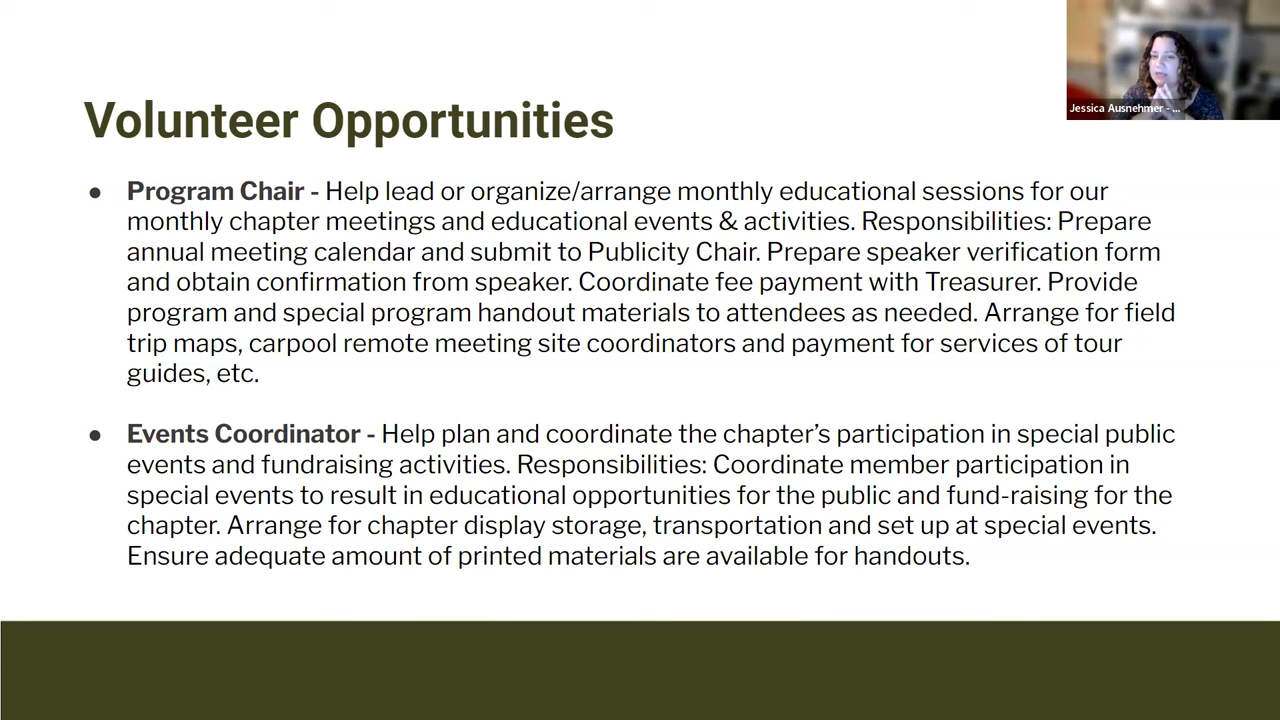 Jessica Ausnehmer - ...
Volunteer Opportunities
● Program Chair - Help lead or organize/arrange monthly educational sessions for our
monthly chapter meetings and educational events & activities. Responsibilities: Prepare
annual meeting calendar and submit to Publicity Chair. Prepare speaker verification form
and obtain confirmation from speaker. Coordinate fee payment with Treasurer. Provide
program and special program handout materials to attendees as needed. Arrange for field
trip maps, carpool remote meeting site coordinators and payment for services of tour
guides, etc.
● Events Coordinator - Help plan and coordinate the chapter’s participation in special public
events and fundraising activities. Responsibilities: Coordinate member participation in
special events to result in educational opportunities for the public and fund-raising for the
chapter. Arrange for chapter display storage, transportation and set up at special events.
Ensure adequate amount of printed materials are available for handouts.